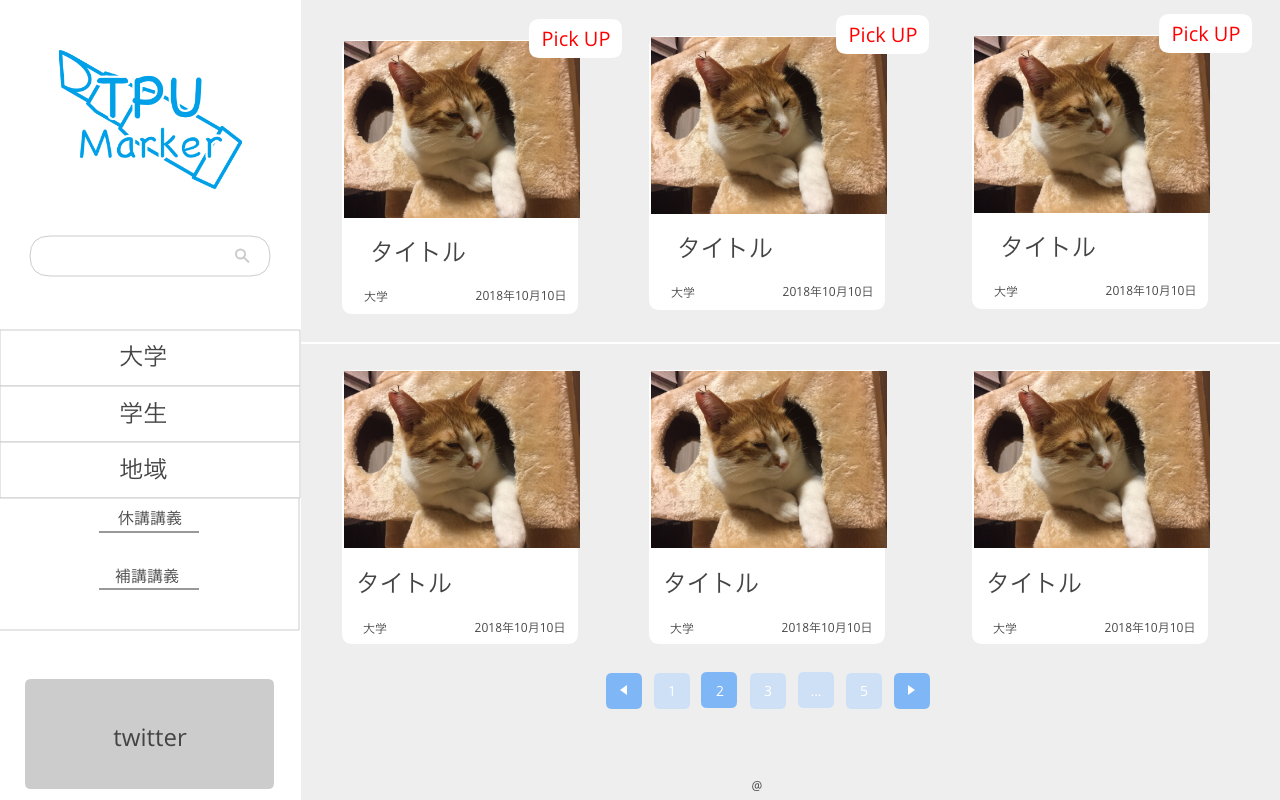 TPU
Marker
大学
学生
地域
休講講義
補講講義
twitter
Pick UP
タイトル
大学 2018年10月10日
Pick UP
タイトル
大学 2018年10月10日
Pick UP
タイトル
大学 2018年10月10日
タイトル
大学 2018年10月10日
タイトル
大学 2018年10月10日
タイトル
大学 2018年10月10日
1 2 3 ... 5
@